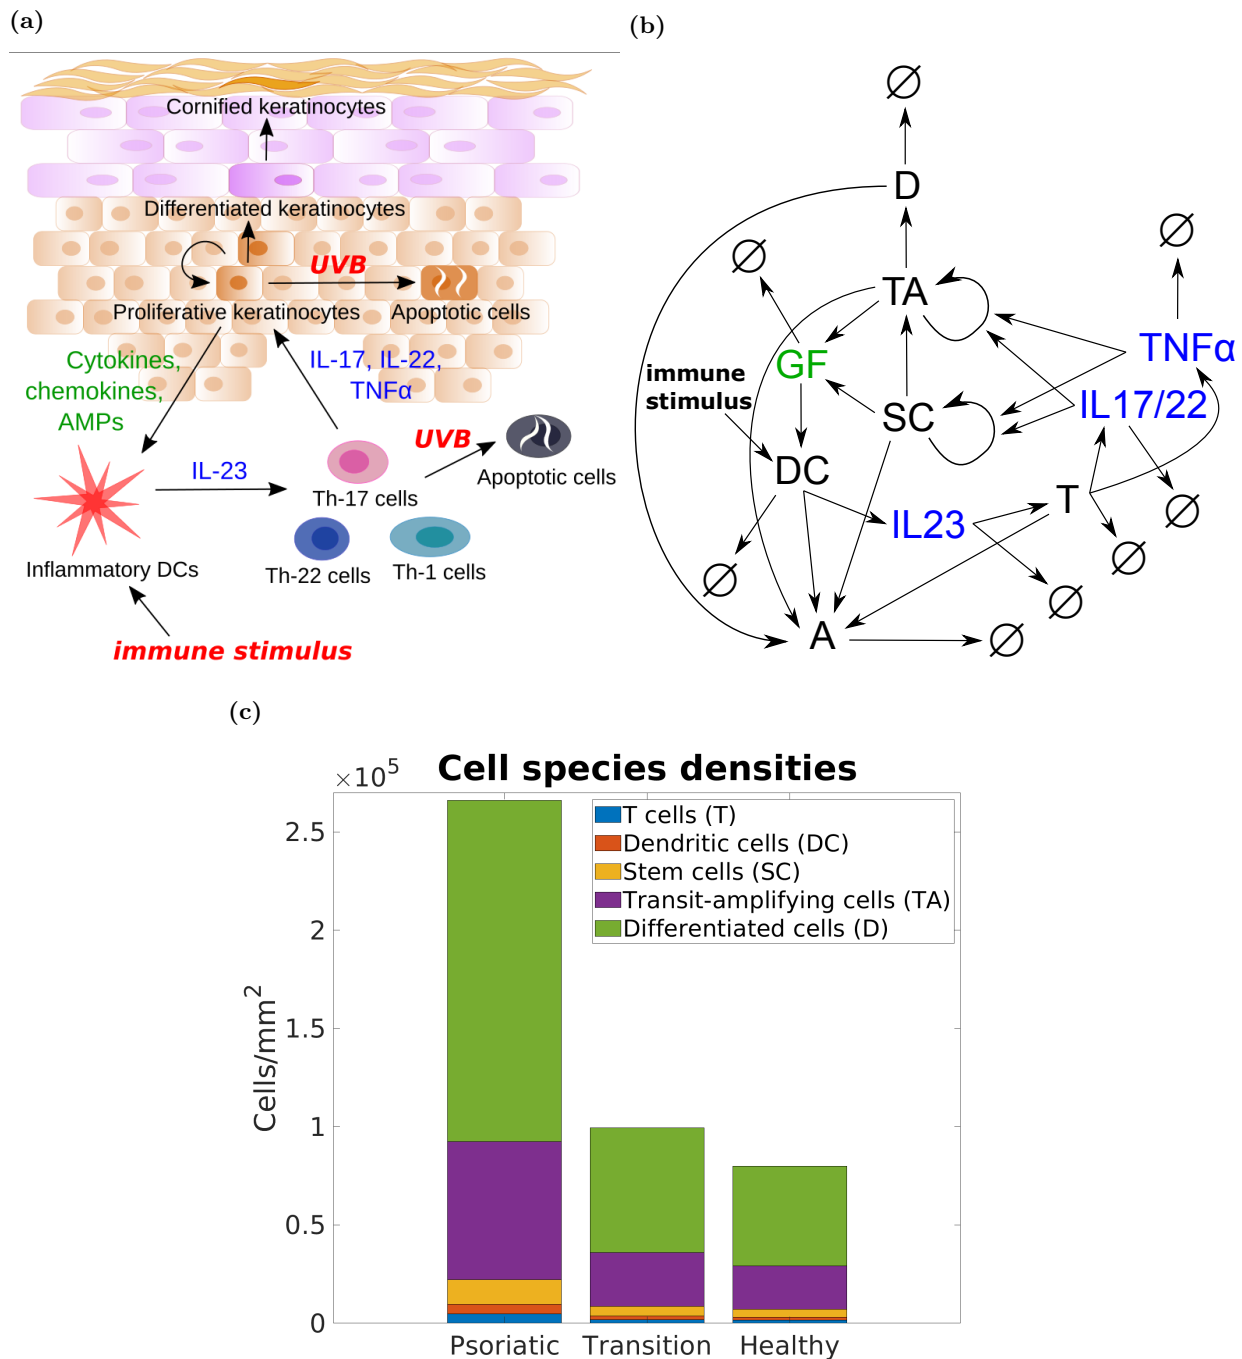 (a)
Cornified keratinocytes
Differentiated keratinocytes
UVB
Proliferative keratinocytes
Apoptotic cells
Cytokines,
chemokines,
AMPs
IL-17, IL-22,
TNFα
UVB
IL-23
Th-17 cells
Apoptotic cells
Inflammatory DCs
Th-22 cells
Th-1 cells
immune stimulus
(b)
∅
D
∅
∅
TA
TNFα
GF
immune
stimulus
IL17/22
SC
DC
T
IL23
∅
∅
∅
∅
A
∅
(c)
Cell species densities
×10^5
T cells (T)
Dendritic cells (DC)
Stem cells (SC)
Transit-amplifying cells (TA)
Differentiated cells (D)
Cells/mm^2
2.5
2
1.5
1
0.5
0
Psoriatic
Transition
Healthy